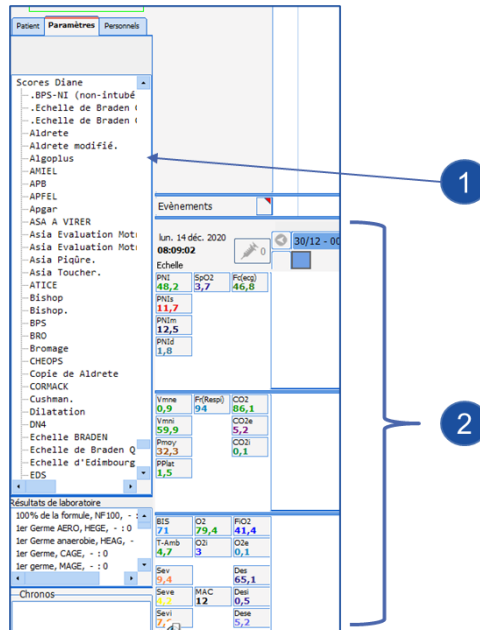 Patient Paramètres Personnels
Scores Diane
.BPS-NI (non-intubé
.Echelle de Braden (
.Echelle de Braden (
Aldrete
Aldrete modifié.
Algoplus
AMIEL
APB
APFEL
Apgar
ASA A VIRER
Asia Evaluation Mot
Asia Evaluation Mot
Asia Piqûre.
Asia Toucher.
ATICE
Bishop
Bishop.
BPS
BRO
Bromage
CHEOPS
Copie de Aldrete
CORMACK
Cushman.
Dilatation
DN4
Echelle BRADEN
Echelle de Braden Q
Echelle d'Edimbourg
EDS
Résultats de laboratoire
100% de la formule, NF100, - :
1er Germe AERO, HEGE, - : 0
1er Germe anaerobie, HEAG, -
1er Germe, CAGE, - : 0
1er germe, MAGE, - : 0
Chronos
Evènements
lun. 14 déc. 2020
08:09:02
0
30/12 - 00
Echelle
PNI SpO2 Fc(ecg)
48,2 3,7 46,8
PNIs
11,7
PNIm
12,5
PNId
1,8
Vmne Fr(Respi) CO2
0,9 94 86,1
Vmni CO2e
59,9 5,2
Pmoy CO2i
32,3 0,1
PPlat
1,5
BIS O2 FiO2
71 79,4 41,4
T-Amb O2i O2e
4,7 3 0,1
Sev Des
9,4 65,1
Seve MAC Desi
4,2 12 0,5
Sevi Dese
5,2
1
2